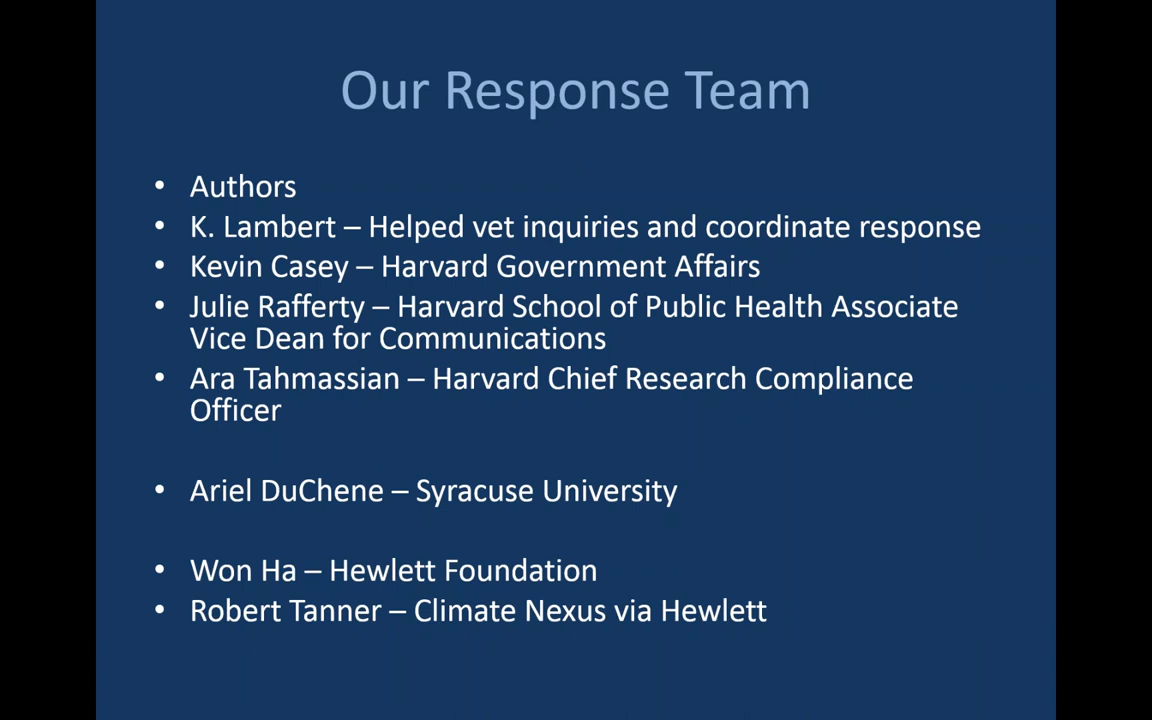 Our Response Team
• Authors
• K. Lambert – Helped vet inquiries and coordinate response
• Kevin Casey – Harvard Government Affairs
• Julie Rafferty – Harvard School of Public Health Associate
Vice Dean for Communications
• Ara Tahmassian – Harvard Chief Research Compliance
Officer
• Ariel DuChene – Syracuse University
• Won Ha – Hewlett Foundation
• Robert Tanner – Climate Nexus via Hewlett